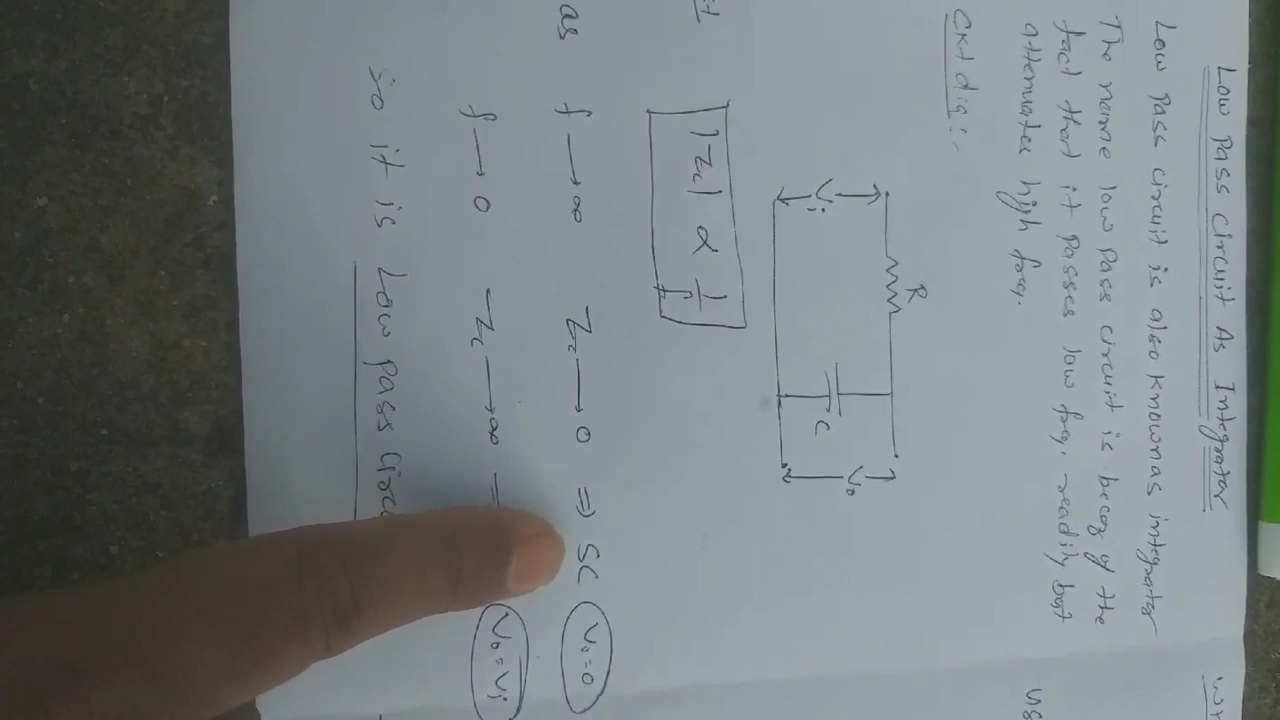 Low Pass Circuit As Integrator
Low pass circuit is also known as integrator
The name low pass circuit is becoz of the
fact that it passes low freq. readily but
attenuates high freq.
Ckt dig:-
R
Vi
C
Vo
|Zc| α 1/f
as f → ∞ Zc → 0 ⇒ SC Vo=0
f → 0 Zc → ∞ = Vo=Vi
so it is Low pass Circ